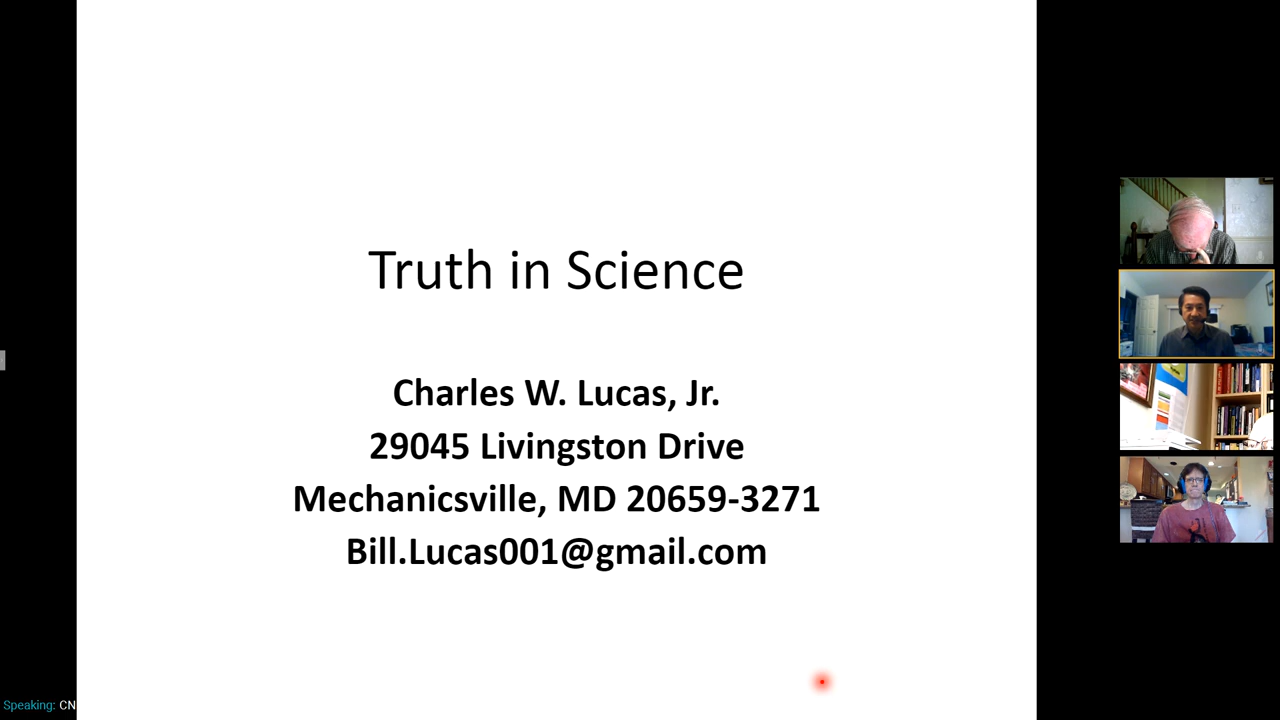 Truth in Science
Charles W. Lucas, Jr.
29045 Livingston Drive
Mechanicsville, MD 20659-3271
Bill.Lucas001@gmail.com
Speaking: CN